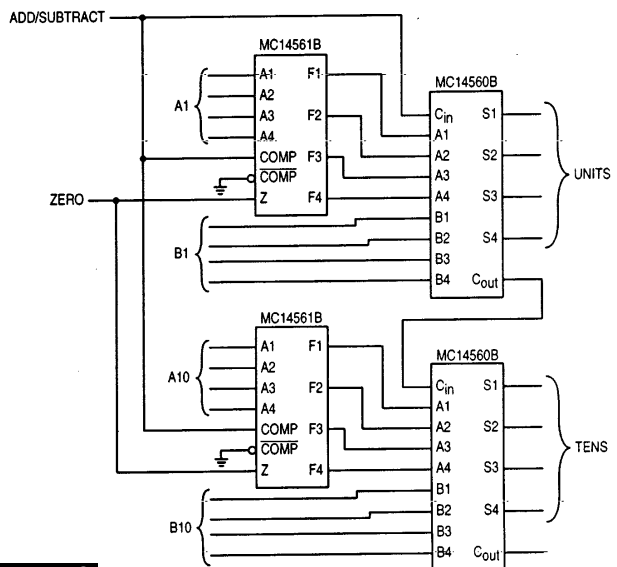 ADD/SUBTRACT
MC14561B
A1
A1
A2
A3
A4
COMP
COMP
Z
F1
F2
F3
F4
ZERO
B1
MC14560B
Cin
A1
A2
A3
A4
B1
B2
B3
B4
S1
S2
S3
S4
Cout
UNITS
MC14561B
A10
A1
A2
A3
A4
COMP
COMP
Z
F1
F2
F3
F4
B10
MC14560B
Cin
A1
A2
A3
A4
B1
B2
B3
B4
S1
S2
S3
S4
Cout
TENS